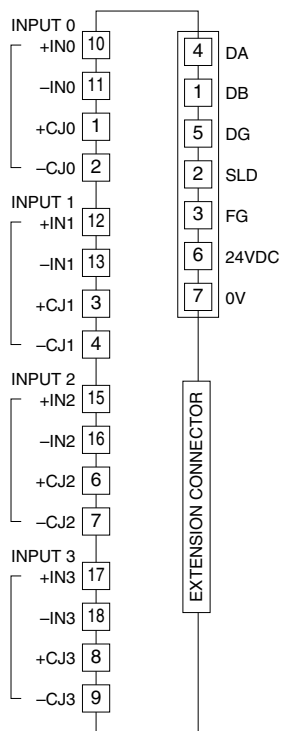 INPUT 0
+IN0 10
–IN0 11
+CJ0 1
–CJ0 2
INPUT 1
+IN1 12
–IN1 13
+CJ1 3
–CJ1 4
INPUT 2
+IN2 15
–IN2 16
+CJ2 6
–CJ2 7
INPUT 3
+IN3 17
–IN3 18
+CJ3 8
–CJ3 9
4 DA
1 DB
5 DG
2 SLD
3 FG
6 24VDC
7 0V
EXTENSION CONNECTOR